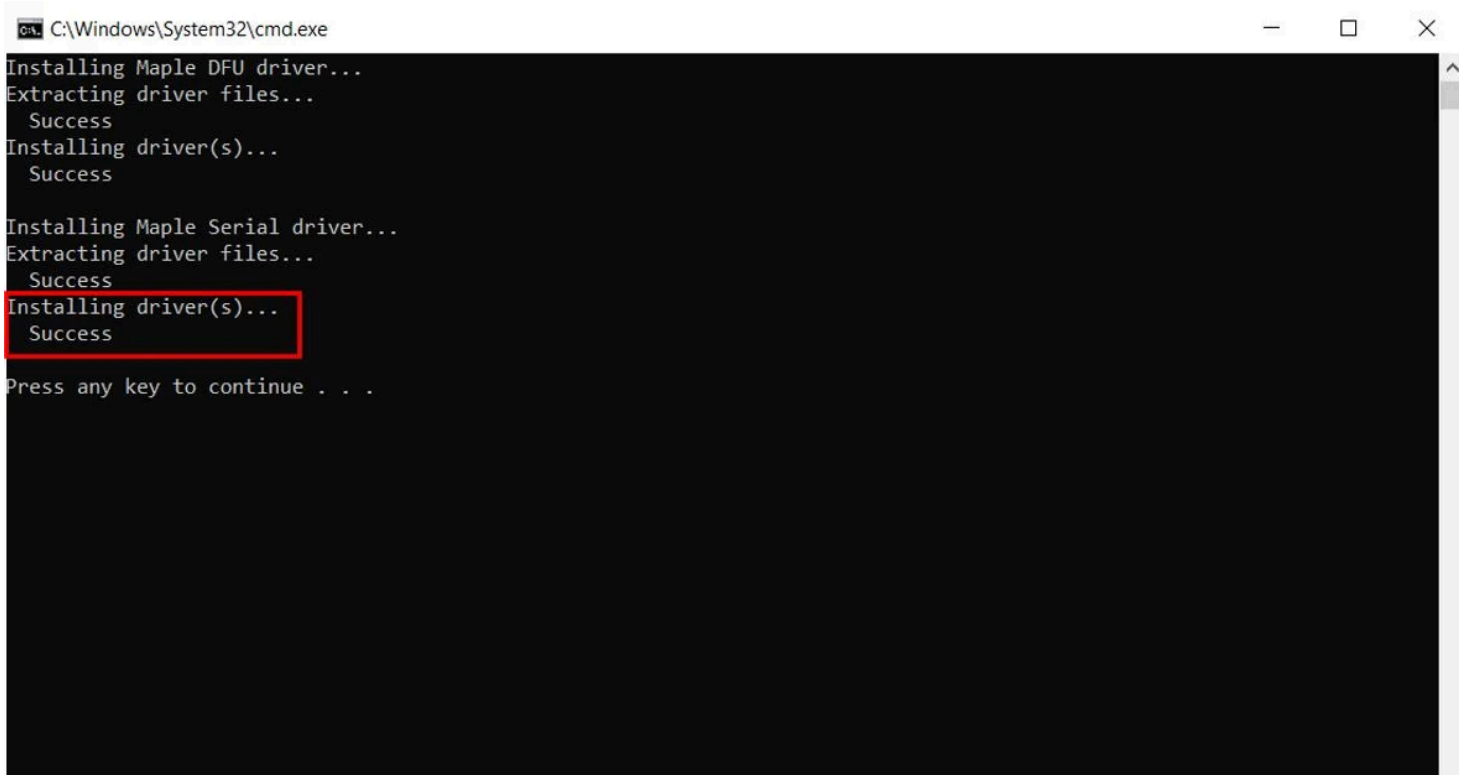 C:\Windows\System32\cmd.exe
Installing Maple DFU driver...
Extracting driver files...
Success
Installing driver(s)...
Success
Installing Maple Serial driver...
Extracting driver files...
Success
Installing driver(s)...
Success
Press any key to continue . . .